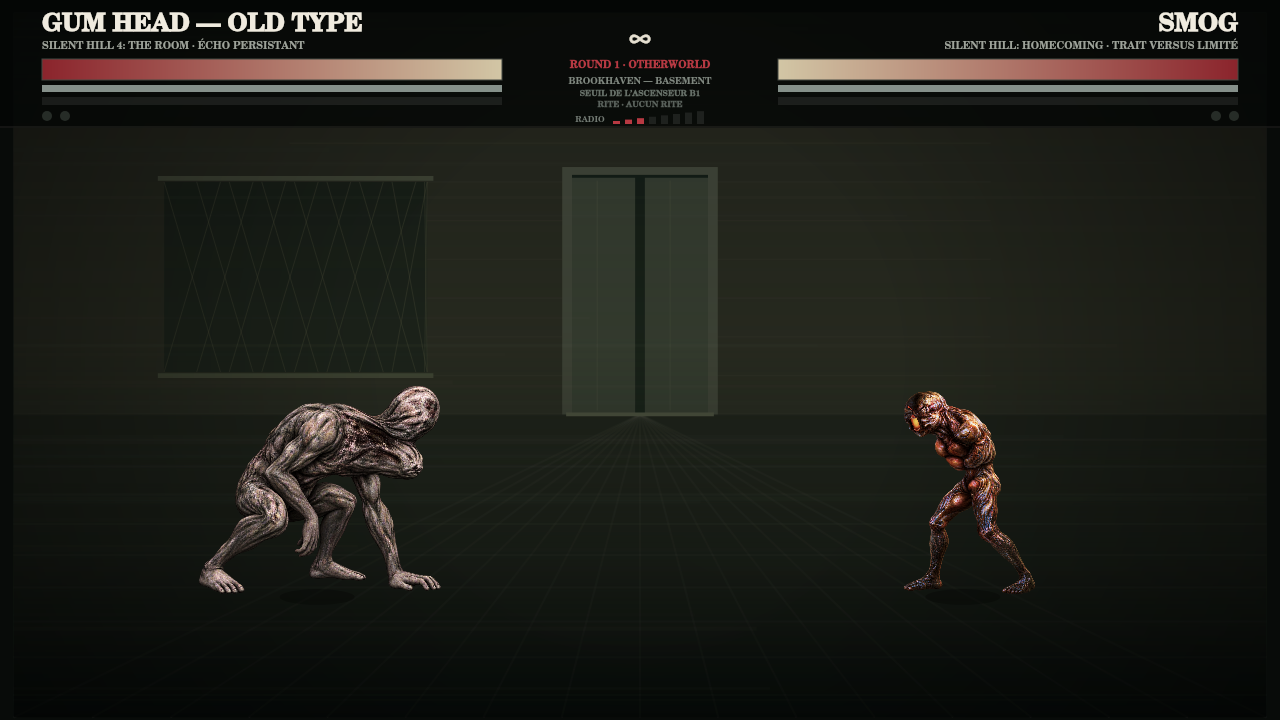 GUM HEAD — OLD TYPE
SILENT HILL 4: THE ROOM · ÉCHO PERSISTANT
∞
ROUND 1 · OTHERWORLD
BROOKHAVEN — BASEMENT
SEUIL DE L'ASCENSEUR B1
RITE · AUCUN RITE
RADIO
SMOG
SILENT HILL: HOMECOMING · TRAIT VERSUS LIMITÉ